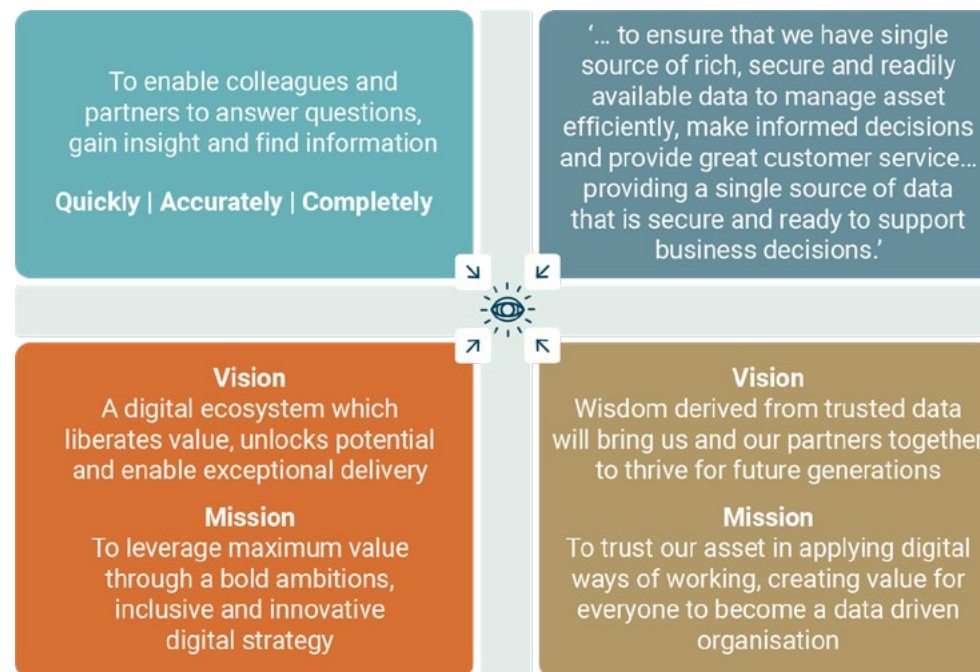 To enable colleagues and
partners to answer questions,
gain insight and find information
Quickly | Accurately | Completely
‘... to ensure that we have single
source of rich, secure and readily
available data to manage asset
efficiently, make informed decisions
and provide great customer service...
providing a single source of data
that is secure and ready to support
business decisions.’
Vision
A digital ecosystem which
liberates value, unlocks potential
and enable exceptional delivery
Mission
To leverage maximum value
through a bold ambitions,
inclusive and innovative
digital strategy
Vision
Wisdom derived from trusted data
will bring us and our partners together
to thrive for future generations
Mission
To trust our asset in applying digital
ways of working, creating value for
everyone to become a data driven
organisation